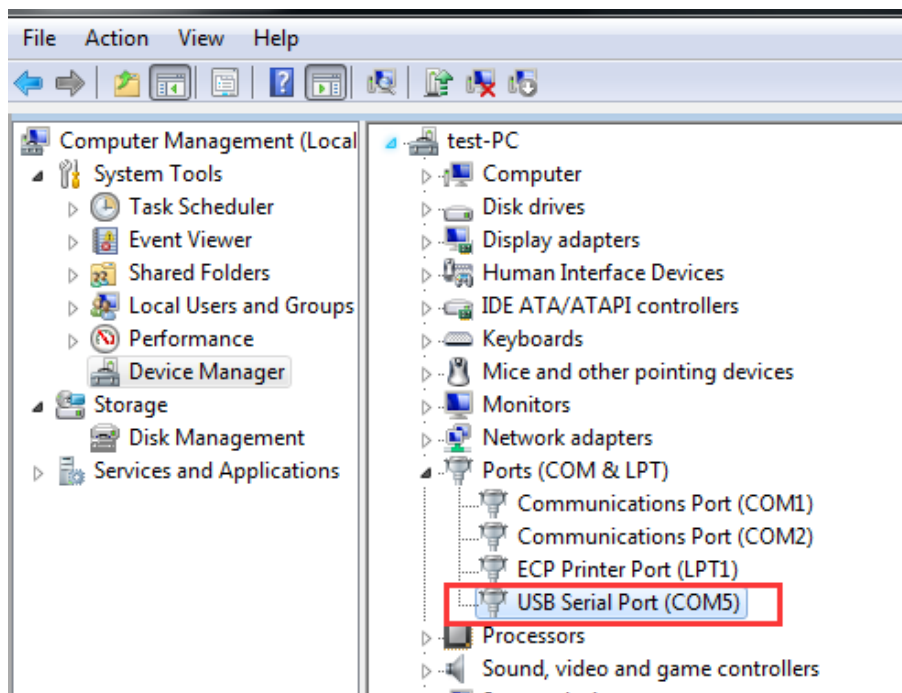 File Action View Help
Computer Management (Local
System Tools
Task Scheduler
Event Viewer
Shared Folders
Local Users and Groups
Performance
Device Manager
Storage
Disk Management
Services and Applications
test-PC
Computer
Disk drives
Display adapters
Human Interface Devices
IDE ATA/ATAPI controllers
Keyboards
Mice and other pointing devices
Monitors
Network adapters
Ports (COM & LPT)
Communications Port (COM1)
Communications Port (COM2)
ECP Printer Port (LPT1)
USB Serial Port (COM5)
Processors
Sound, video and game controllers